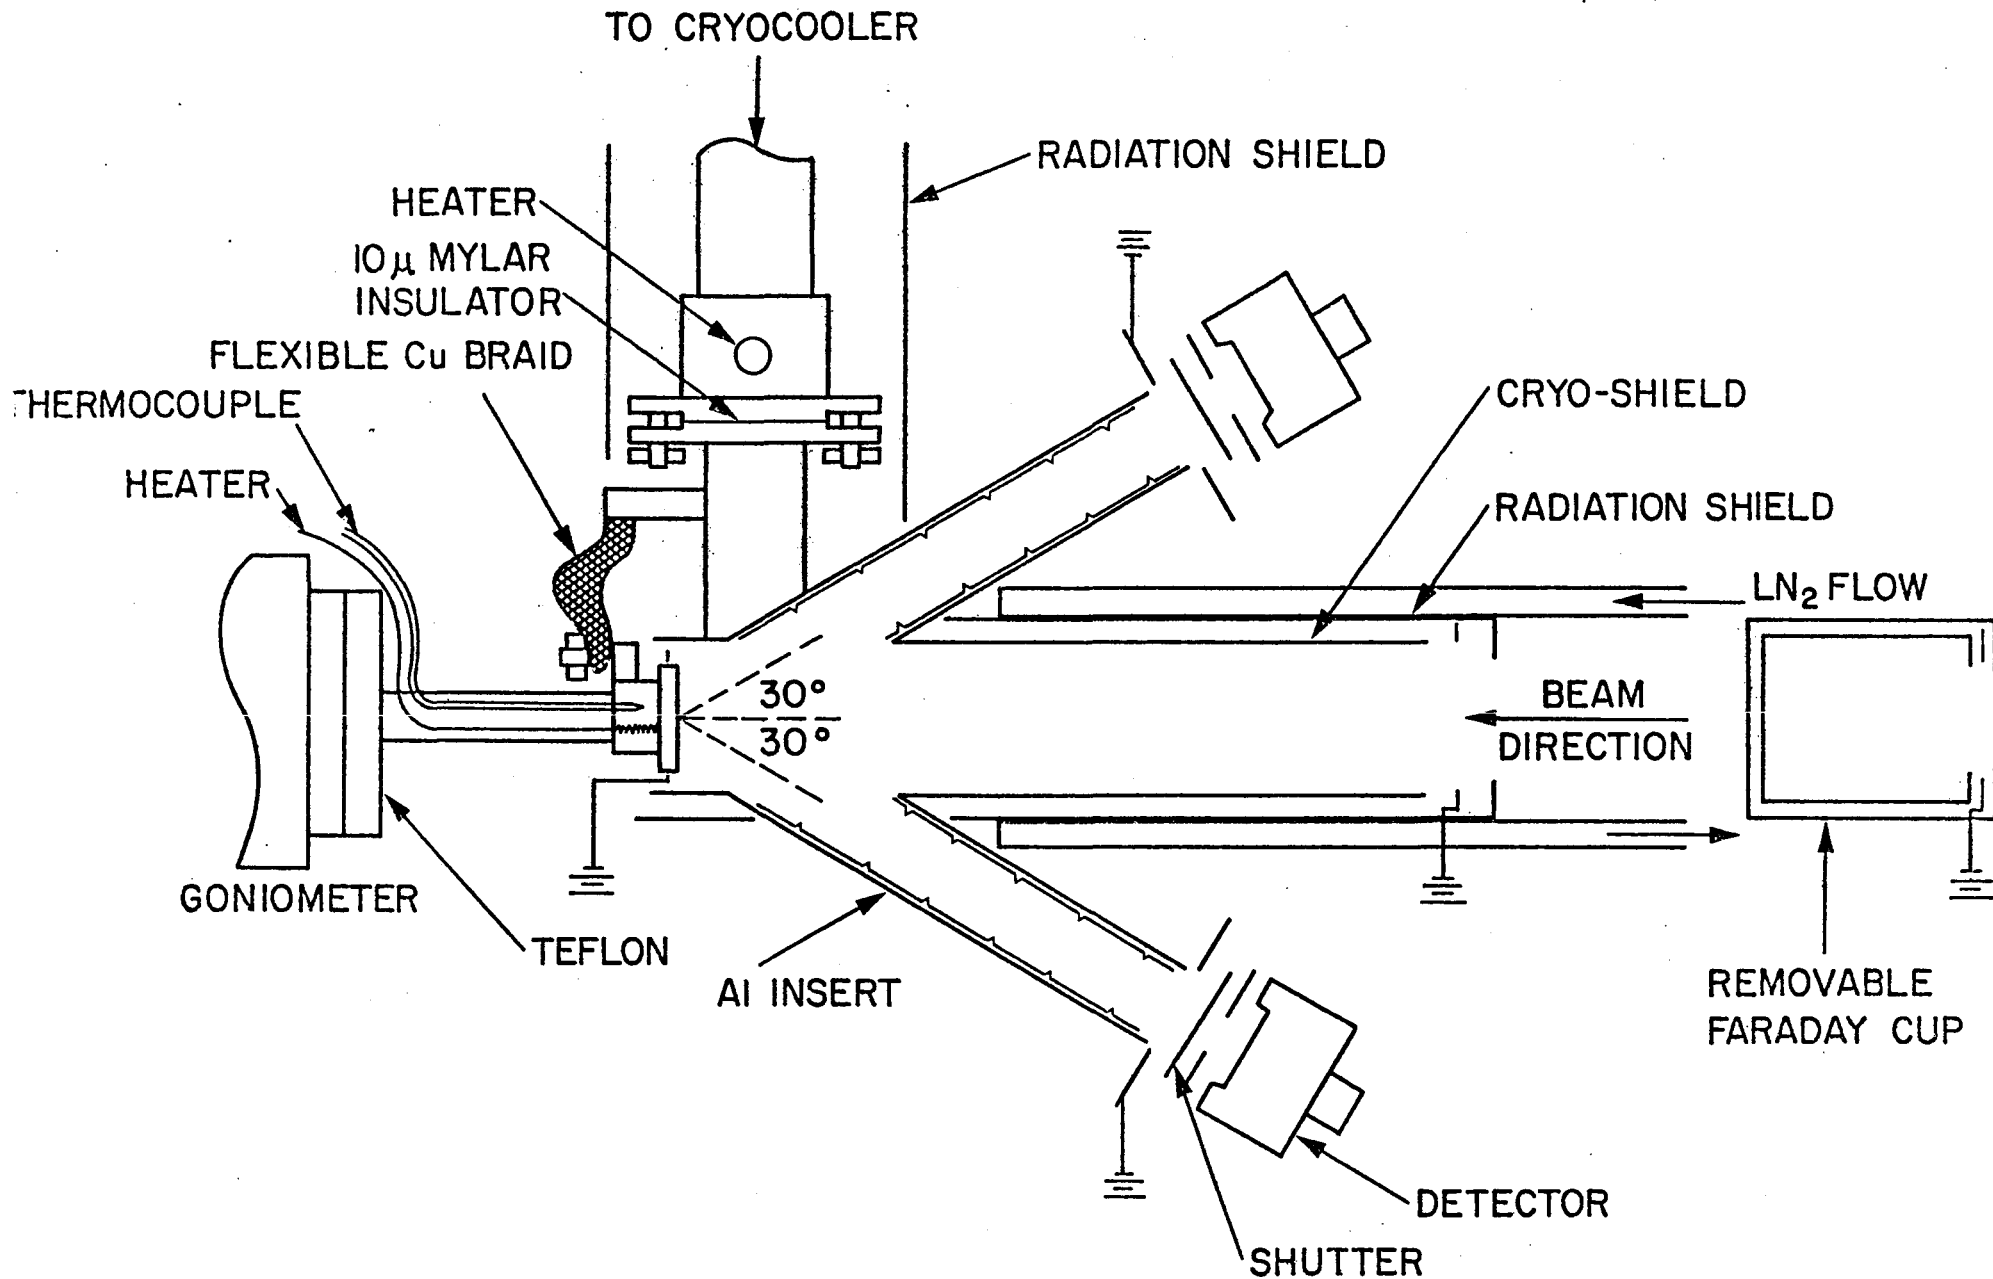 TO CRYOCOOLER
RADIATION SHIELD
HEATER
10μ MYLAR
INSULATOR
FLEXIBLE Cu BRAID
THERMOCOUPLE
HEATER
CRYO-SHIELD
RADIATION SHIELD
LN₂ FLOW
30°
30°
BEAM
DIRECTION
GONIOMETER
TEFLON
Al INSERT
REMOVABLE
FARADAY CUP
DETECTOR
SHUTTER